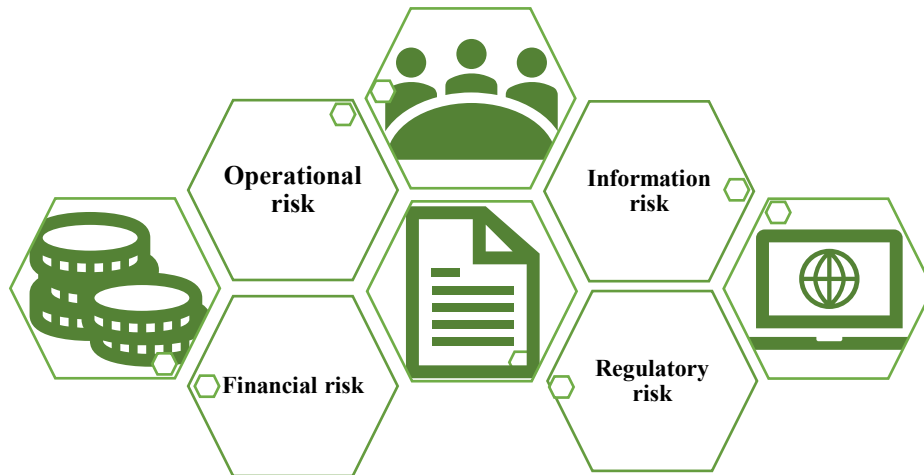 Operational
risk
Information
risk
Financial risk
Regulatory
risk